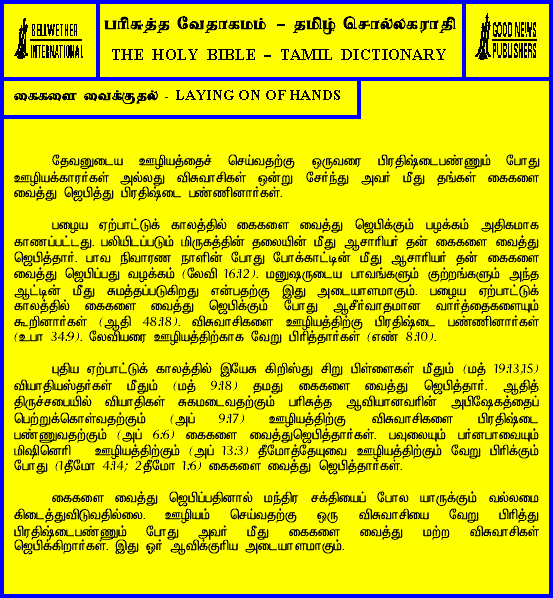 BELLWETHER
INTERNATIONAL
பரிசுத்த வேதாகமம் – தமிழ் சொல்லகராதி
THE HOLY BIBLE – TAMIL DICTIONARY
GOOD NEWS
PUBLISHERS
கைகளை வைக்குதல் - LAYING ON OF HANDS
தேவனுடைய ஊழியத்தைச் செய்வதற்கு ஒருவரை பிரதிஷ்டைபண்ணும் போது
ஊழியக்காரர்கள் அல்லது விசுவாசிகள் ஒன்று சேர்ந்து அவர் மீது தங்கள் கைகளை
வைத்து ஜெபித்து பிரதிஷ்டை பண்ணினார்கள்.
பழைய ஏற்பாட்டுக் காலத்தில் கைகளை வைத்து ஜெபிக்கும் பழக்கம் அதிகமாக
காணப்பட்டது. பலியிடப்படும் மிருகத்தின் தலையின் மீது ஆசாரியர் தன் கைகளை வைத்து
ஜெபித்தார். பாவ நிவாரண நாளின் போது போக்காட்டின் மீது ஆசாரியர் தன் கைகளை
வைத்து ஜெபிப்பது வழக்கம் (லேவி 16:12). மனுஷருடைய பாவங்களும் குற்றங்களும் அந்த
ஆட்டின் மீது சுமத்தப்படுகிறது என்பதற்கு இது அடையாளமாகும். பழைய ஏற்பாட்டுக்
காலத்தில் கைகளை வைத்து ஜெபிக்கும் போது ஆசீர்வாதமான வார்த்தைகளையும்
கூறினார்கள் (ஆதி 48:18). விசுவாசிகளை ஊழியத்திற்கு பிரதிஷ்டை பண்ணினார்கள்
(உபா 34:9). லேவியரை ஊழியத்திற்காக வேறு பிரித்தார்கள் (எண் 8:10).
புதிய ஏற்பாட்டுக் காலத்தில் இயேசு கிறிஸ்து சிறு பிள்ளைகள் மீதும் (மத் 19:13,15)
வியாதியஸ்தர்கள் மீதும் (மத் 9:18) தமது கைகளை வைத்து ஜெபித்தார். ஆதித்
திருச்சபையில் வியாதிகள் சுகமடைவதற்கும் பரிசுத்த ஆவியானவரின் அபிஷேகத்தைப்
பெற்றுக்கொள்வதற்கும் (அப் 9:17) ஊழியத்திற்கு விசுவாசிகளை பிரதிஷ்டை
பண்ணுவதற்கும் (அப் 6:6) கைகளை வைத்துஜெபித்தார்கள். பவுலையும் பர்னபாவையும்
மிஷினெரி ஊழியத்திற்கும் (அப் 13:3) தீமோத்தேயுவை ஊழியத்திற்கும் வேறு பிரிக்கும்
போது (1தீமோ 4:14; 2தீமோ 1:6) கைகளை வைத்து ஜெபித்தார்கள்.
கைகளை வைத்து ஜெபிப்பதினால் மந்திர சக்தியைப் போல யாருக்கும் வல்லமை
கிடைத்துவிடுவதில்லை. ஊழியம் செய்வதற்கு ஒரு விசுவாசியை வேறு பிரித்து
பிரதிஷ்டைபண்ணும் போது அவர் மீது கைகளை வைத்து மற்ற விசுவாசிகள்
ஜெபிக்கிறார்கள். இது ஓர் ஆவிக்குரிய அடையாளமாகும்.